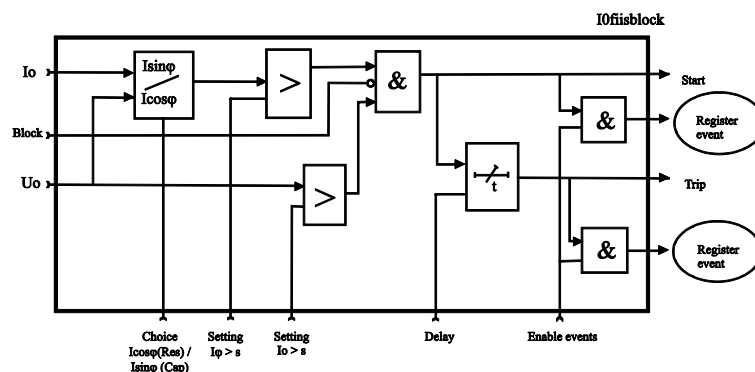 I0fiisblock
Io
Isinφ
Icosφ
>
&
Start
Block
&
Register
event
Uo
>
t
Trip
&
Register
event
Choice
Icosφ(Res) /
Isinφ (Cap)
Setting
Iφ > s
Setting
Io > s
Delay
Enable events